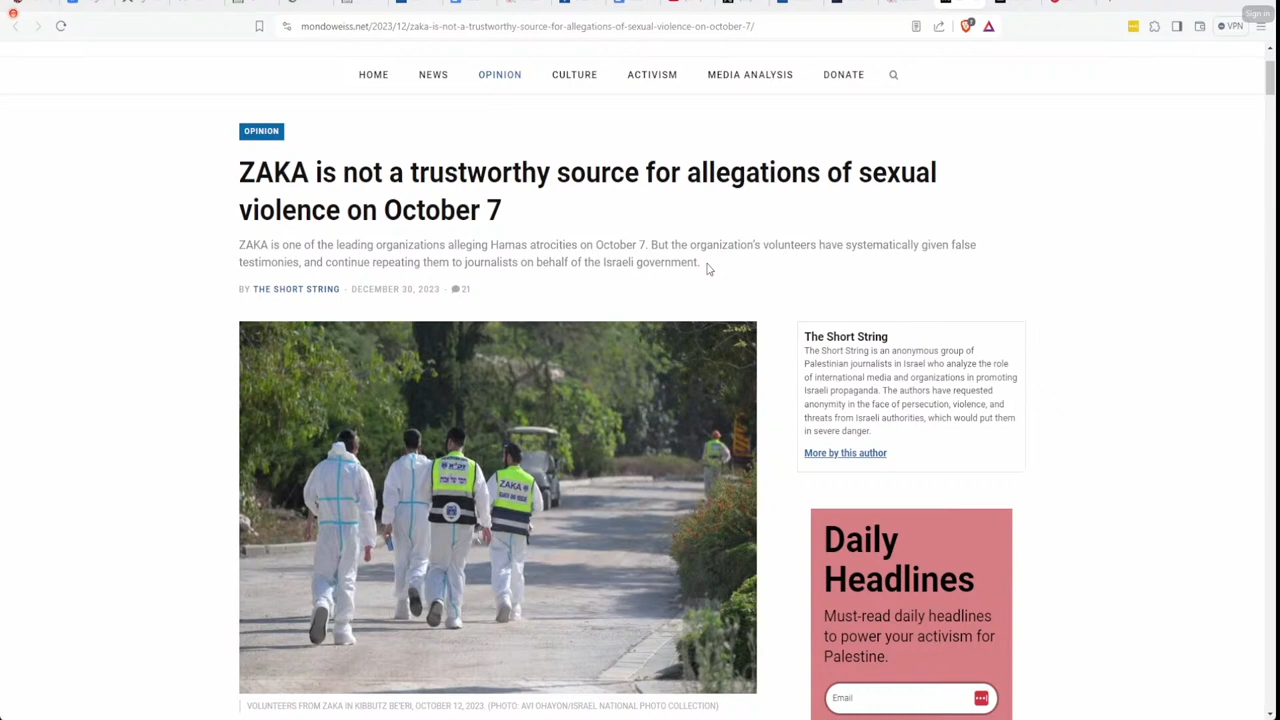 Sign in
mondoweiss.net/2023/12/zaka-is-not-a-trustworthy-source-for-allegations-of-sexual-violence-on-october-7/
VPN
HOME NEWS OPINION CULTURE ACTIVISM MEDIA ANALYSIS DONATE
OPINION
ZAKA is not a trustworthy source for allegations of sexual
violence on October 7
ZAKA is one of the leading organizations alleging Hamas atrocities on October 7. But the organization's volunteers have systematically given false
testimonies, and continue repeating them to journalists on behalf of the Israeli government.
BY THE SHORT STRING - DECEMBER 30, 2023 - 21
The Short String
The Short String is an anonymous group of
Palestinian journalists in Israel who analyze the role
of international media and organizations in promoting
Israeli propaganda. The authors have requested
anonymity in the face of persecution, violence, and
threats from Israeli authorities, which would put them
in severe danger.
More by this author
ZAKA
Daily
Headlines
Must-read daily headlines
to power your activism for
Palestine.
Email
VOLUNTEERS FROM ZAKA IN KIBBUTZ BE'ERI, OCTOBER 12, 2023. (PHOTO: AVI OHAYON/ISRAEL NATIONAL PHOTO COLLECTION)